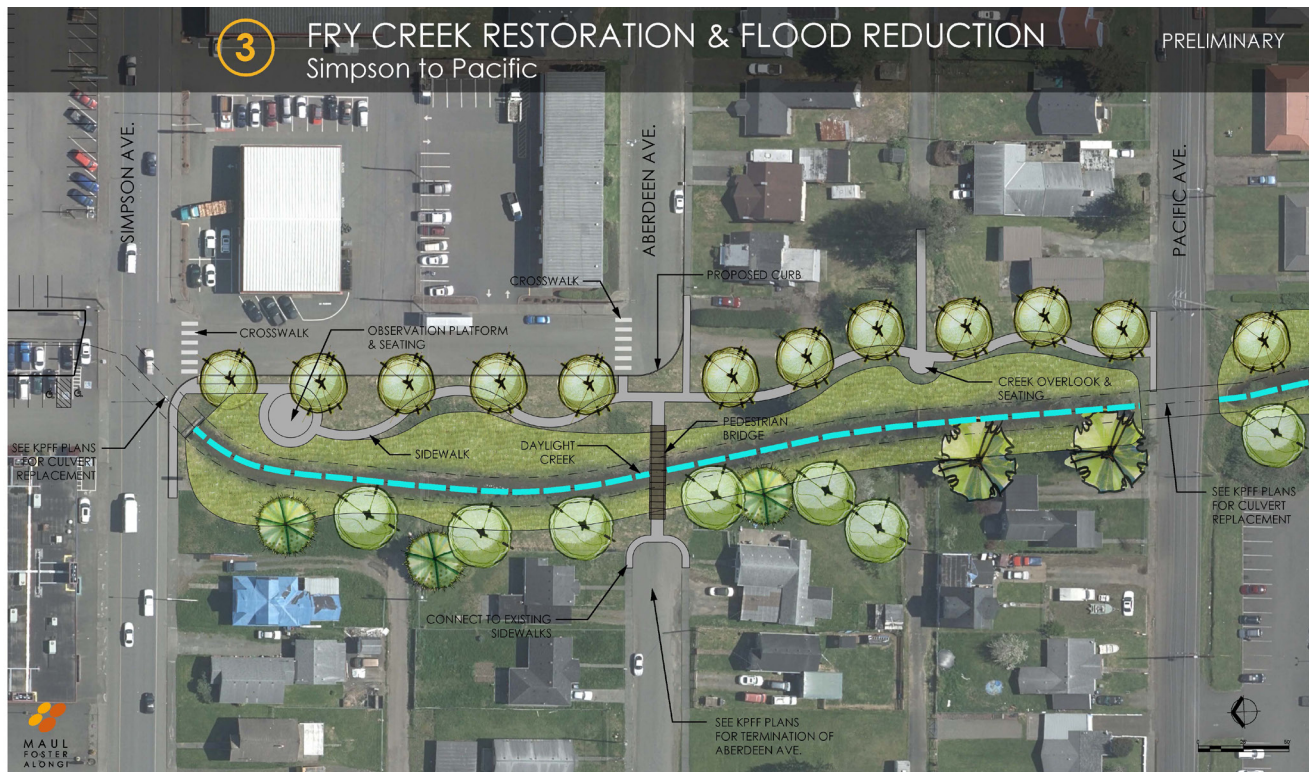 3
FRY CREEK RESTORATION & FLOOD REDUCTION
Simpson to Pacific
PRELIMINARY
SIMPSON AVE.
ABERDEEN AVE.
PACIFIC AVE.
CROSSWALK
PROPOSED CURB
CROSSWALK
OBSERVATION PLATFORM
& SEATING
CREEK OVERLOOK &
SEATING
SEE KPFF PLANS
FOR CULVERT
REPLACEMENT
SIDEWALK
DAYLIGHT
CREEK
PEDESTRIAN
BRIDGE
SEE KPFF PLANS
FOR CULVERT
REPLACEMENT
CONNECT TO EXISTING
SIDEWALKS
SEE KPFF PLANS
FOR TERMINATION OF
ABERDEEN AVE.
MAUL
FOSTER
ALONGI